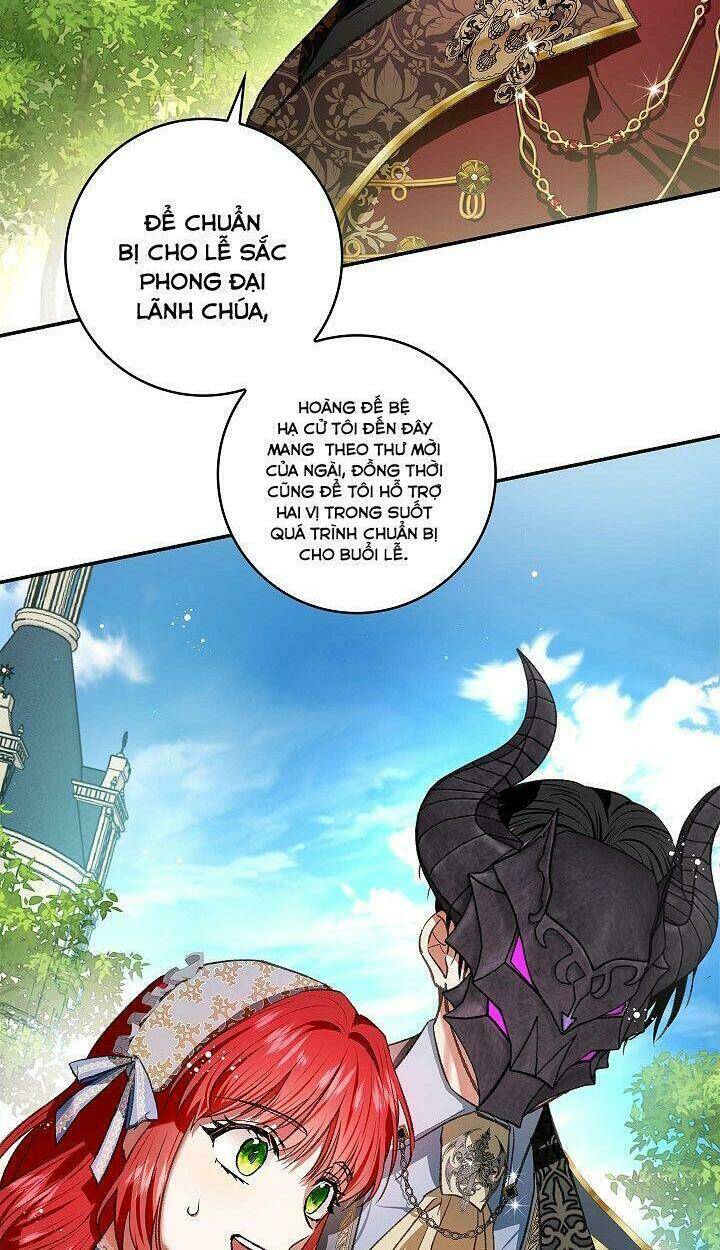 ĐỂ CHUẨN
BỊ CHO LỄ SẮC
PHONG ĐẠI
LÃNH CHÚA,
HOÀNG ĐẾ BỆ
HẠ CỬ TÔI ĐẾN ĐÂY
MANG THEO THƯ MỜI
CỦA NGÀI, ĐỒNG THỜI
CŨNG ĐỂ TÔI HỖ TRỢ
HAI VỊ TRONG SUỐT
QUÁ TRÌNH CHUẨN BỊ
CHO BUỔI LỄ.